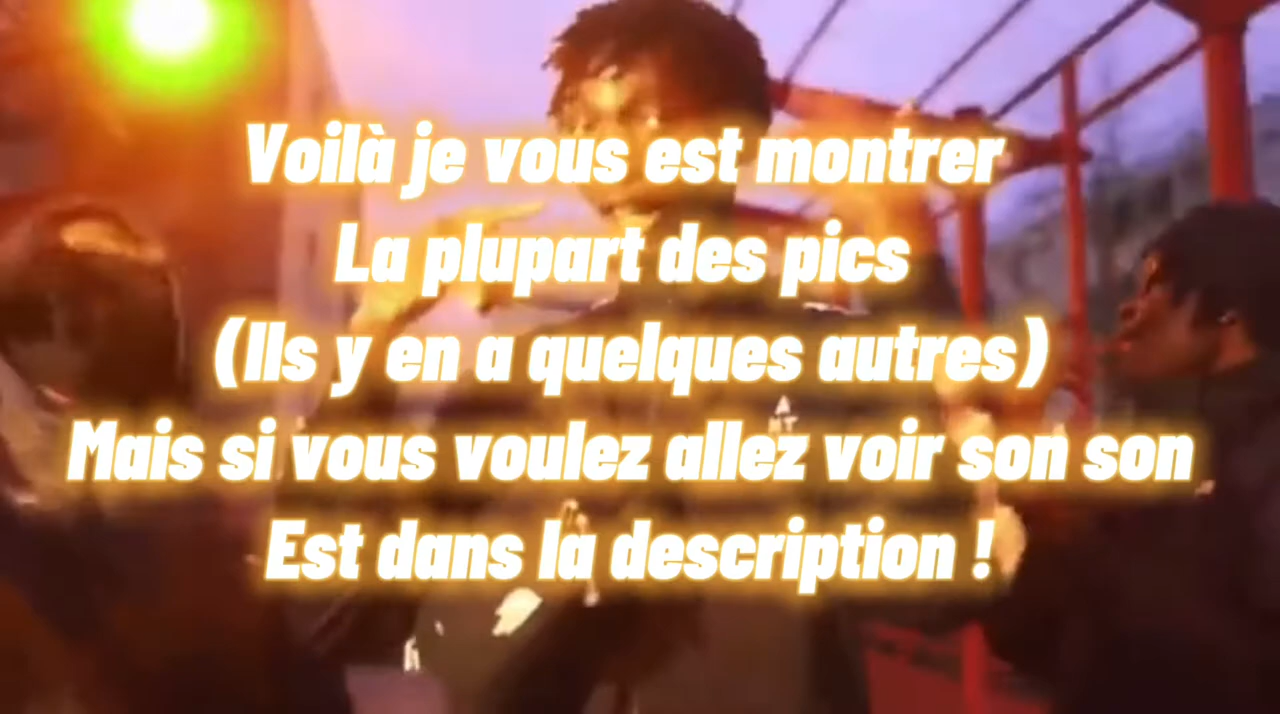 Voilà je vous est montrer
La plupart des pics
(Ils y en a quelques autres)
Mais si vous voulez allez voir son son
Est dans la description !